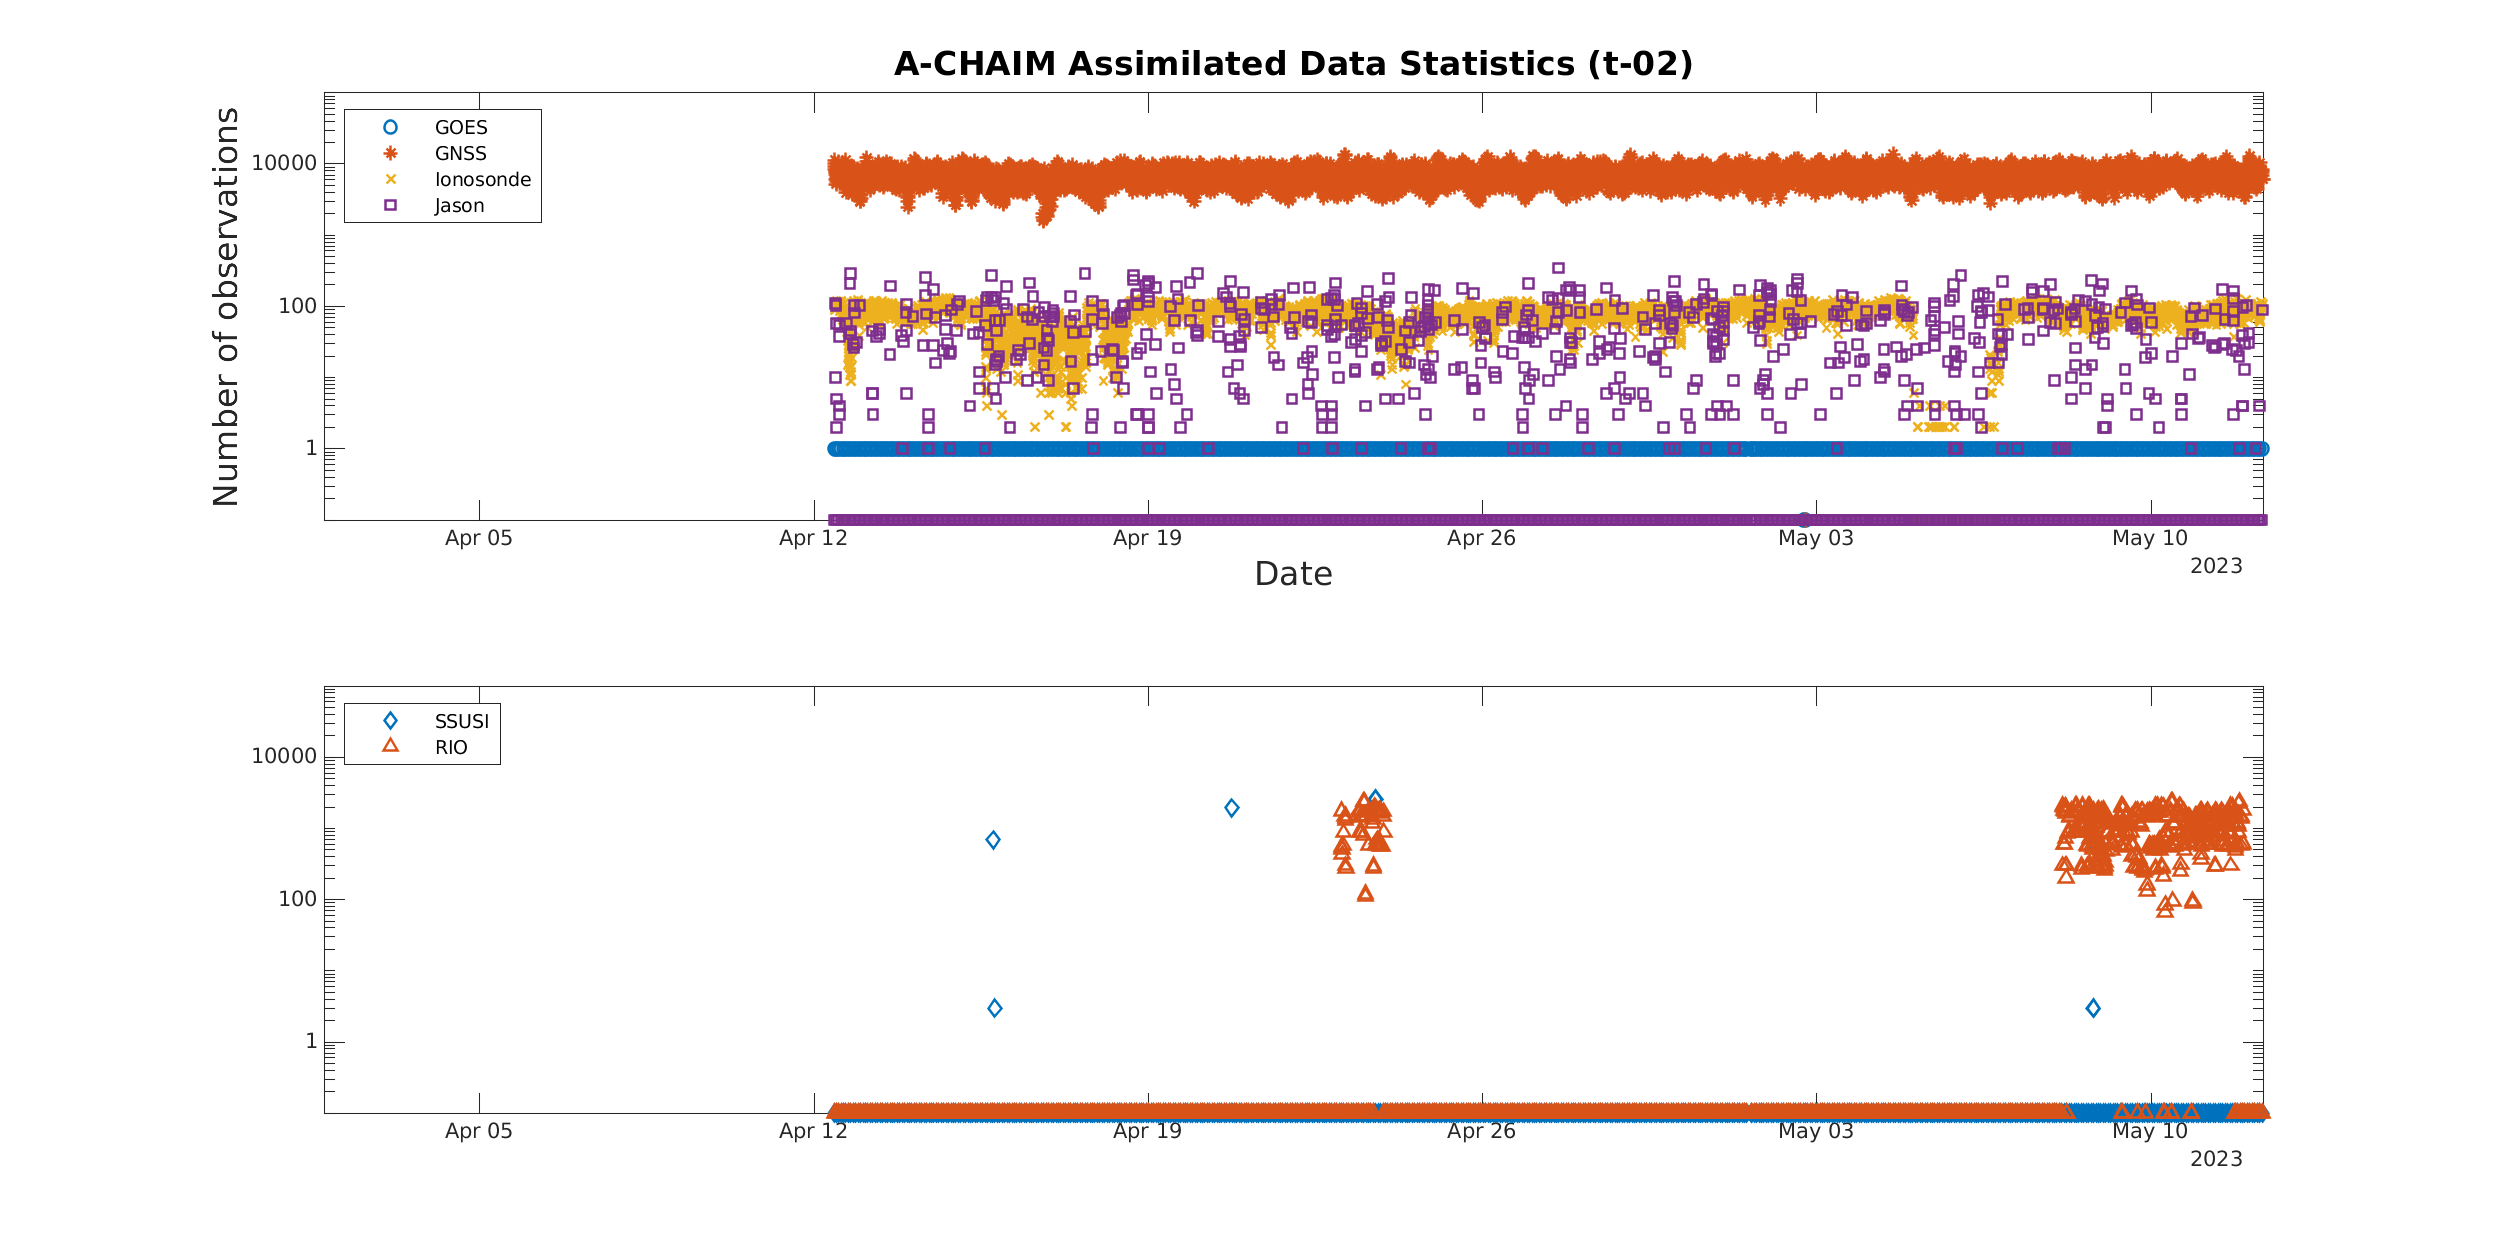 A-CHAIM Assimilated Data Statistics (t-02)
Number of observations
10000
100
1
GOES
GNSS
Ionosonde
Jason
Apr 05
Apr 12
Apr 19
Apr 26
May 03
May 10
2023
Date
10000
100
1
SSUSI
RIO
Apr 05
Apr 12
Apr 19
Apr 26
May 03
May 10
2023